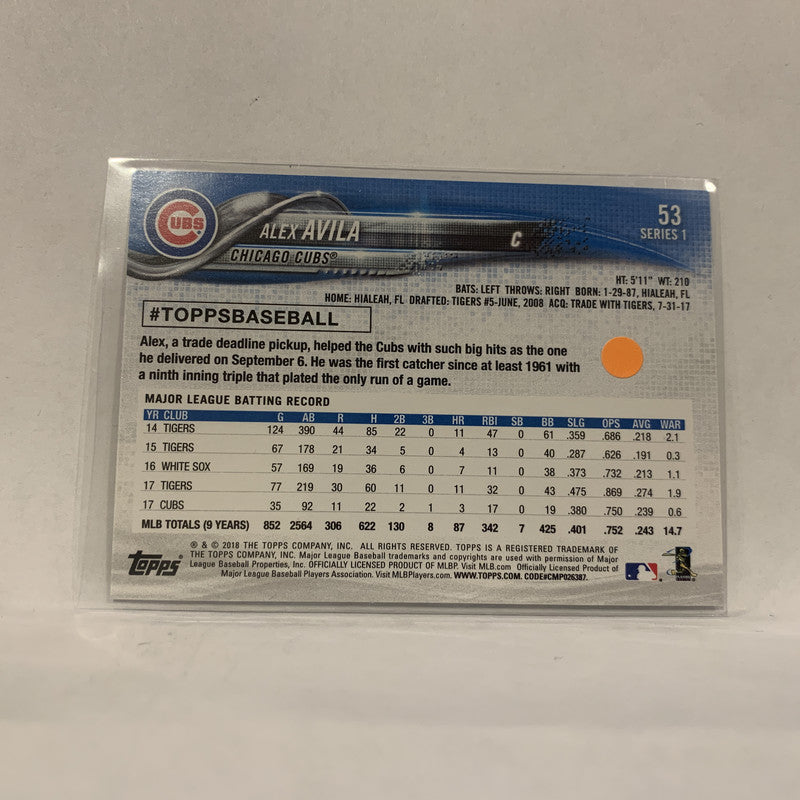 CUBS
ALEX AVILA
C
CHICAGO CUBS®
53
SERIES 1
HT: 5'11" WT: 210
BATS: LEFT THROWS: RIGHT BORN: 1-29-87, HIALEAH, FL
HOME: HIALEAH, FL DRAFTED: TIGERS #5-JUNE, 2008 ACQ: TRADE WITH TIGERS, 7-31-17
#TOPPSBASEBALL
Alex, a trade deadline pickup, helped the Cubs with such big hits as the one
he delivered on September 6. He was the first catcher since at least 1961 with
a ninth inning triple that plated the only run of a game.
MAJOR LEAGUE BATTING RECORD
YR CLUB G AB R H 2B 3B HR RBI SB BB SLG OPS AVG WAR
14 TIGERS 124 390 44 85 22 0 11 47 0 61 .359 .686 .218 2.1
15 TIGERS 67 178 21 34 5 0 4 13 0 40 .287 .626 .191 0.3
16 WHITE SOX 57 169 19 36 6 0 7 11 0 38 .373 .732 .213 1.1
17 TIGERS 77 219 30 60 11 0 11 32 0 43 .475 .869 .274 1.9
17 CUBS 35 92 11 22 2 1 3 17 0 19 .380 .750 .239 0.6
MLB TOTALS (9 YEARS) 852 2564 306 622 130 8 87 342 7 425 .401 .752 .243 14.7
Topps
® & © 2018 THE TOPPS COMPANY, INC. ALL RIGHTS RESERVED. TOPPS IS A REGISTERED TRADEMARK OF
THE TOPPS COMPANY, INC. Major League Baseball trademarks and copyrights are used with permission of Major
League Baseball Properties, Inc. OFFICIALLY LICENSED PRODUCT OF MLBP. Visit MLB.com Officially Licensed Product of
Major League Baseball Players Association. Visit MLBPlayers.com. WWW.TOPPS.COM. CODE#CMP026387.